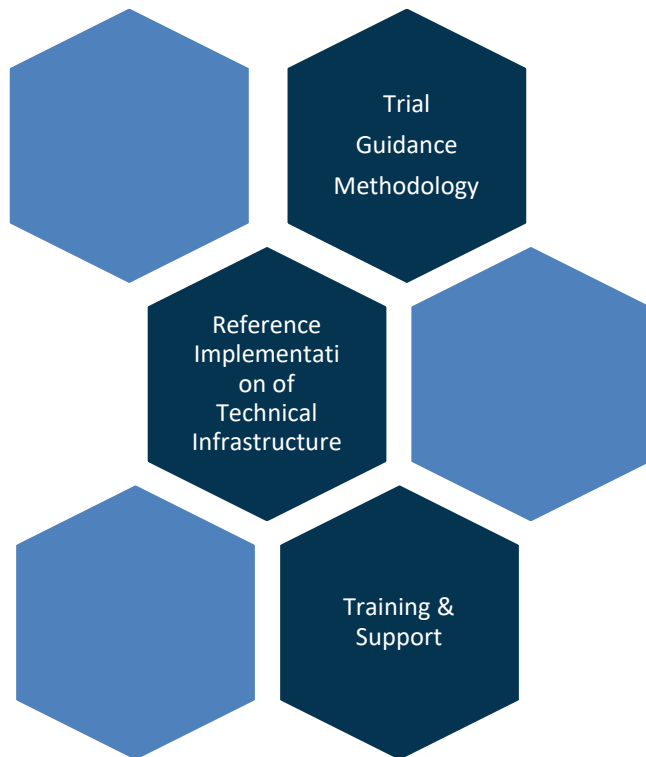 Trial
Guidance
Methodology
Reference
Implementati
on of
Technical
Infrastructure
Training &
Support